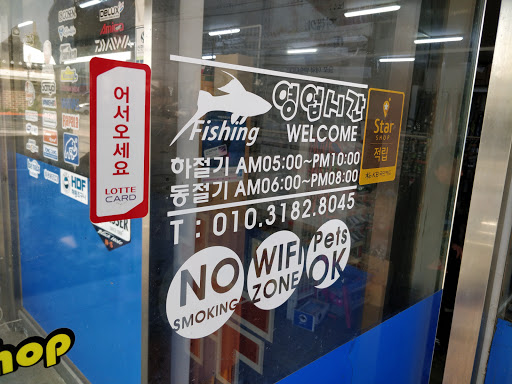 DAIWA
HDF
어서오세요
LOTTE
CARD
영업시간
Fishing
WELCOME
하절기 AM05:00~PM10:00
동절기 AM06:00~PM08:00
T : 010.3182.8045
NO
SMOKING
WIFI
ZONE
Pets
OK
Star
SHOP
적립
hop